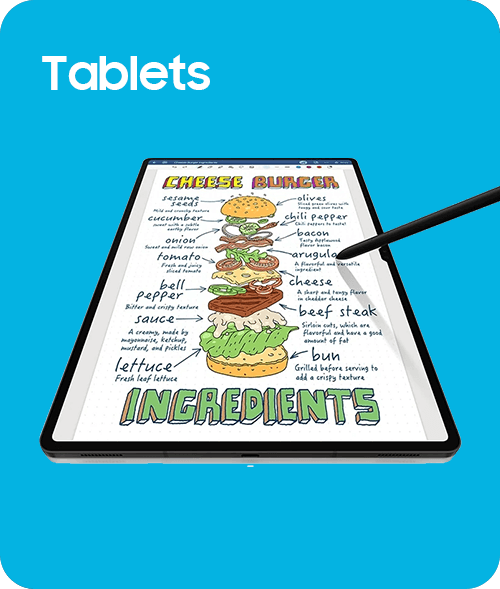 Tablets
CHEESE BURGER
sesame
seeds
Mild and crunchy texture
olives
Sliced green olives with
tangy and sour taste
cucumber
sweet with a subtle
earthy flavor
chili pepper
Chili peppers to taste!
onion
Sweet and mild raw onion
bacon
Tasty Applewood
flavor bacon
tomato
Fresh and juicy
sliced tomato
arugula
A flavorful and versatile
ingredient
bell
pepper
Bitter and crispy texture
cheese
A sharp and tangy flavor
in cheddar cheese
sauce
A creamy, made by
mayonnaise, ketchup,
mustard, and pickles
beef steak
Sirloin cuts, which are
flavorful and have a good
amount of fat
lettuce
Fresh leaf lettuce
bun
Grilled before serving to
add a crispy texture
INGREDIENTS